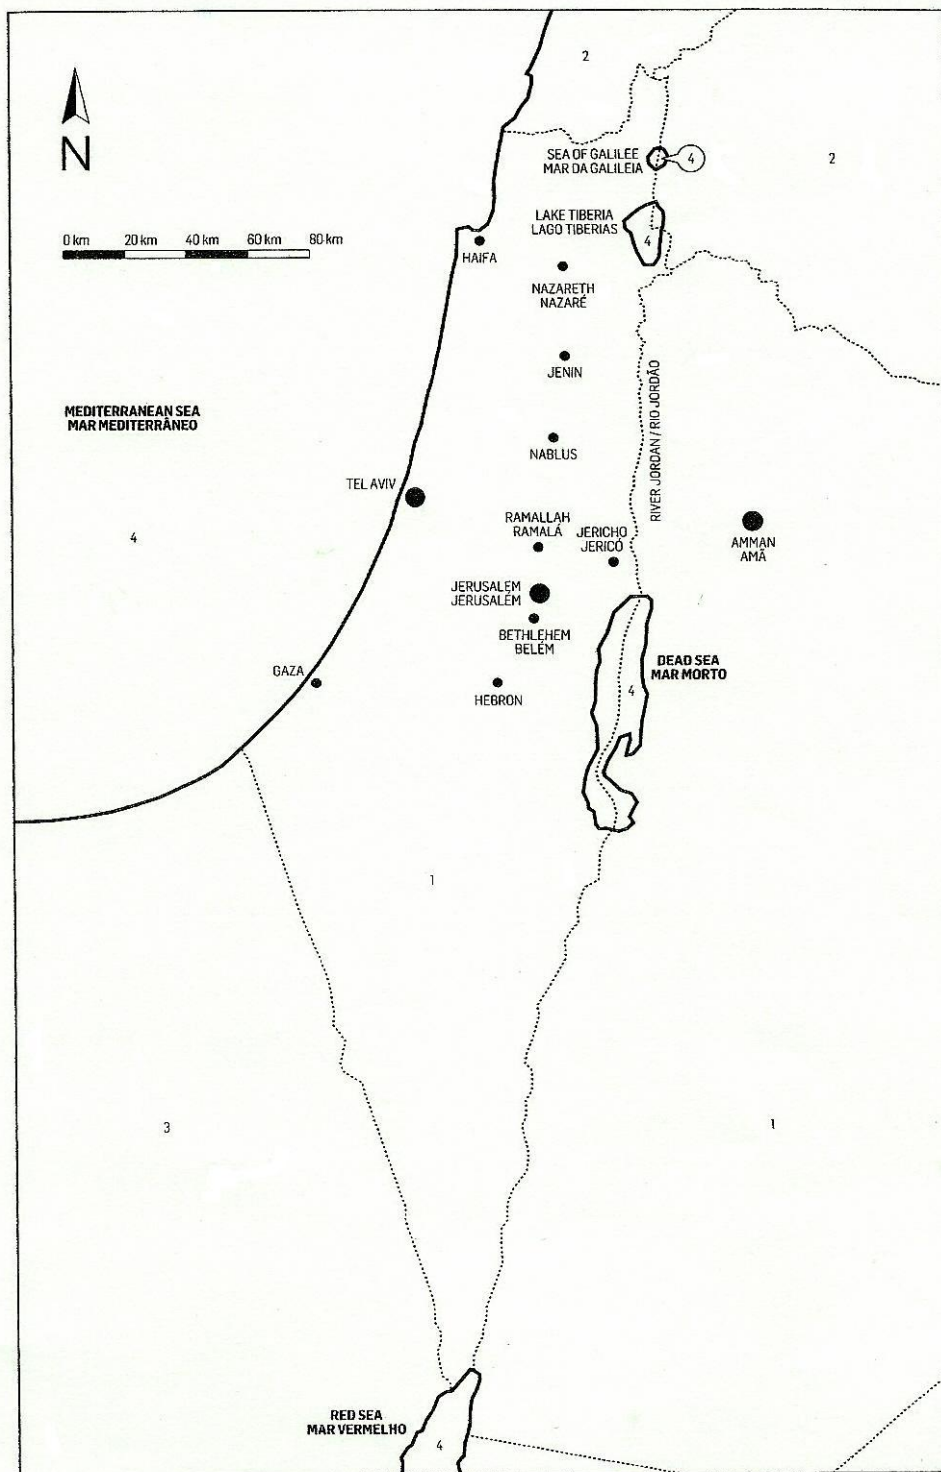 2
N
SEA OF GALILEE
MAR DA GALILEIA
4
2
LAKE TIBERIA
LAGO TIBERIAS
4
0 km 20 km 40 km 60 km 80 km
HAIFA
NAZARETH
NAZARÉ
JENIN
RIVER JORDAN / RIO JORDÃO
MEDITERRANEAN SEA
MAR MEDITERRÂNEO
NABLUS
TEL AVIV
4
RAMALLAH
RAMALÁ
JERICHO
JERICÓ
AMMAN
AMÃ
JERUSALEM
JERUSALÉM
BETHLEHEM
BELÉM
GAZA
HEBRON
DEAD SEA
MAR MORTO
4
1
3
1
RED SEA
MAR VERMELHO
4